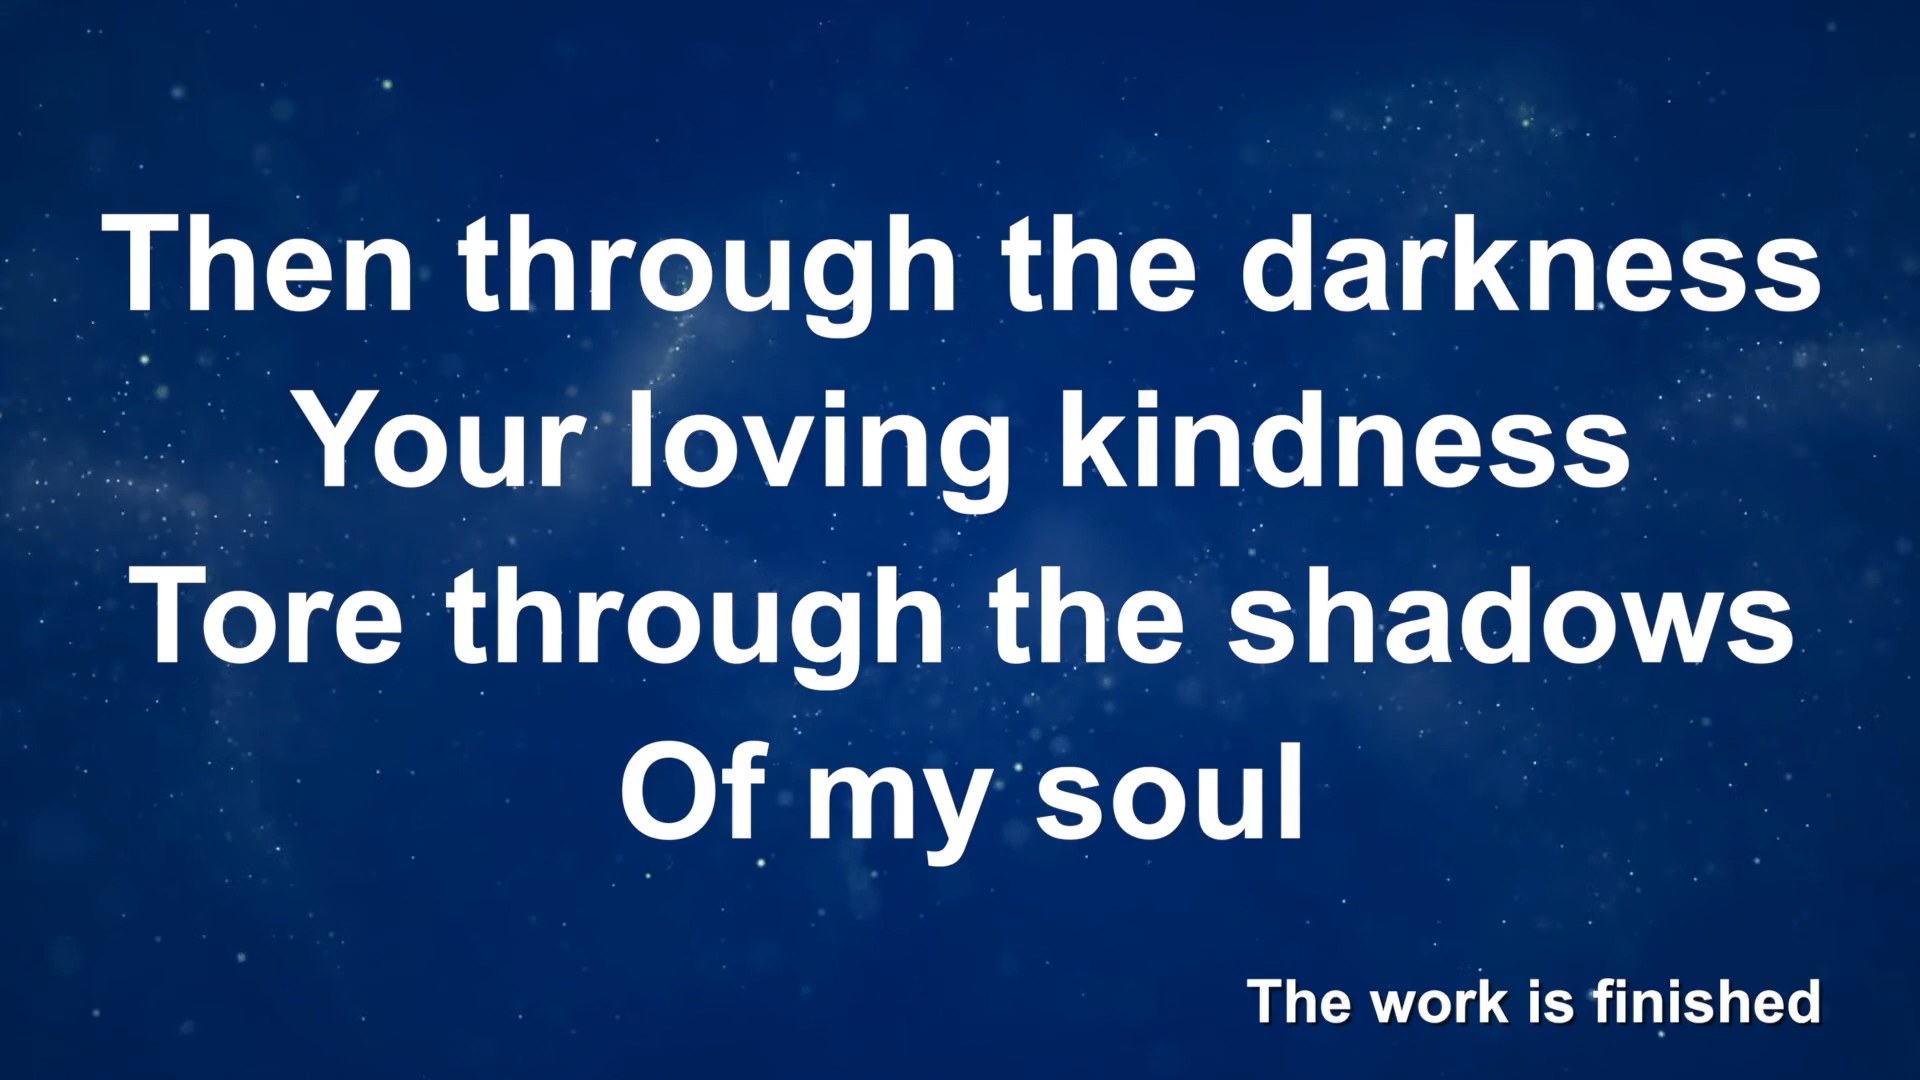 Then through the darkness
Your loving kindness
Tore through the shadows
Of my soul
The work is finished